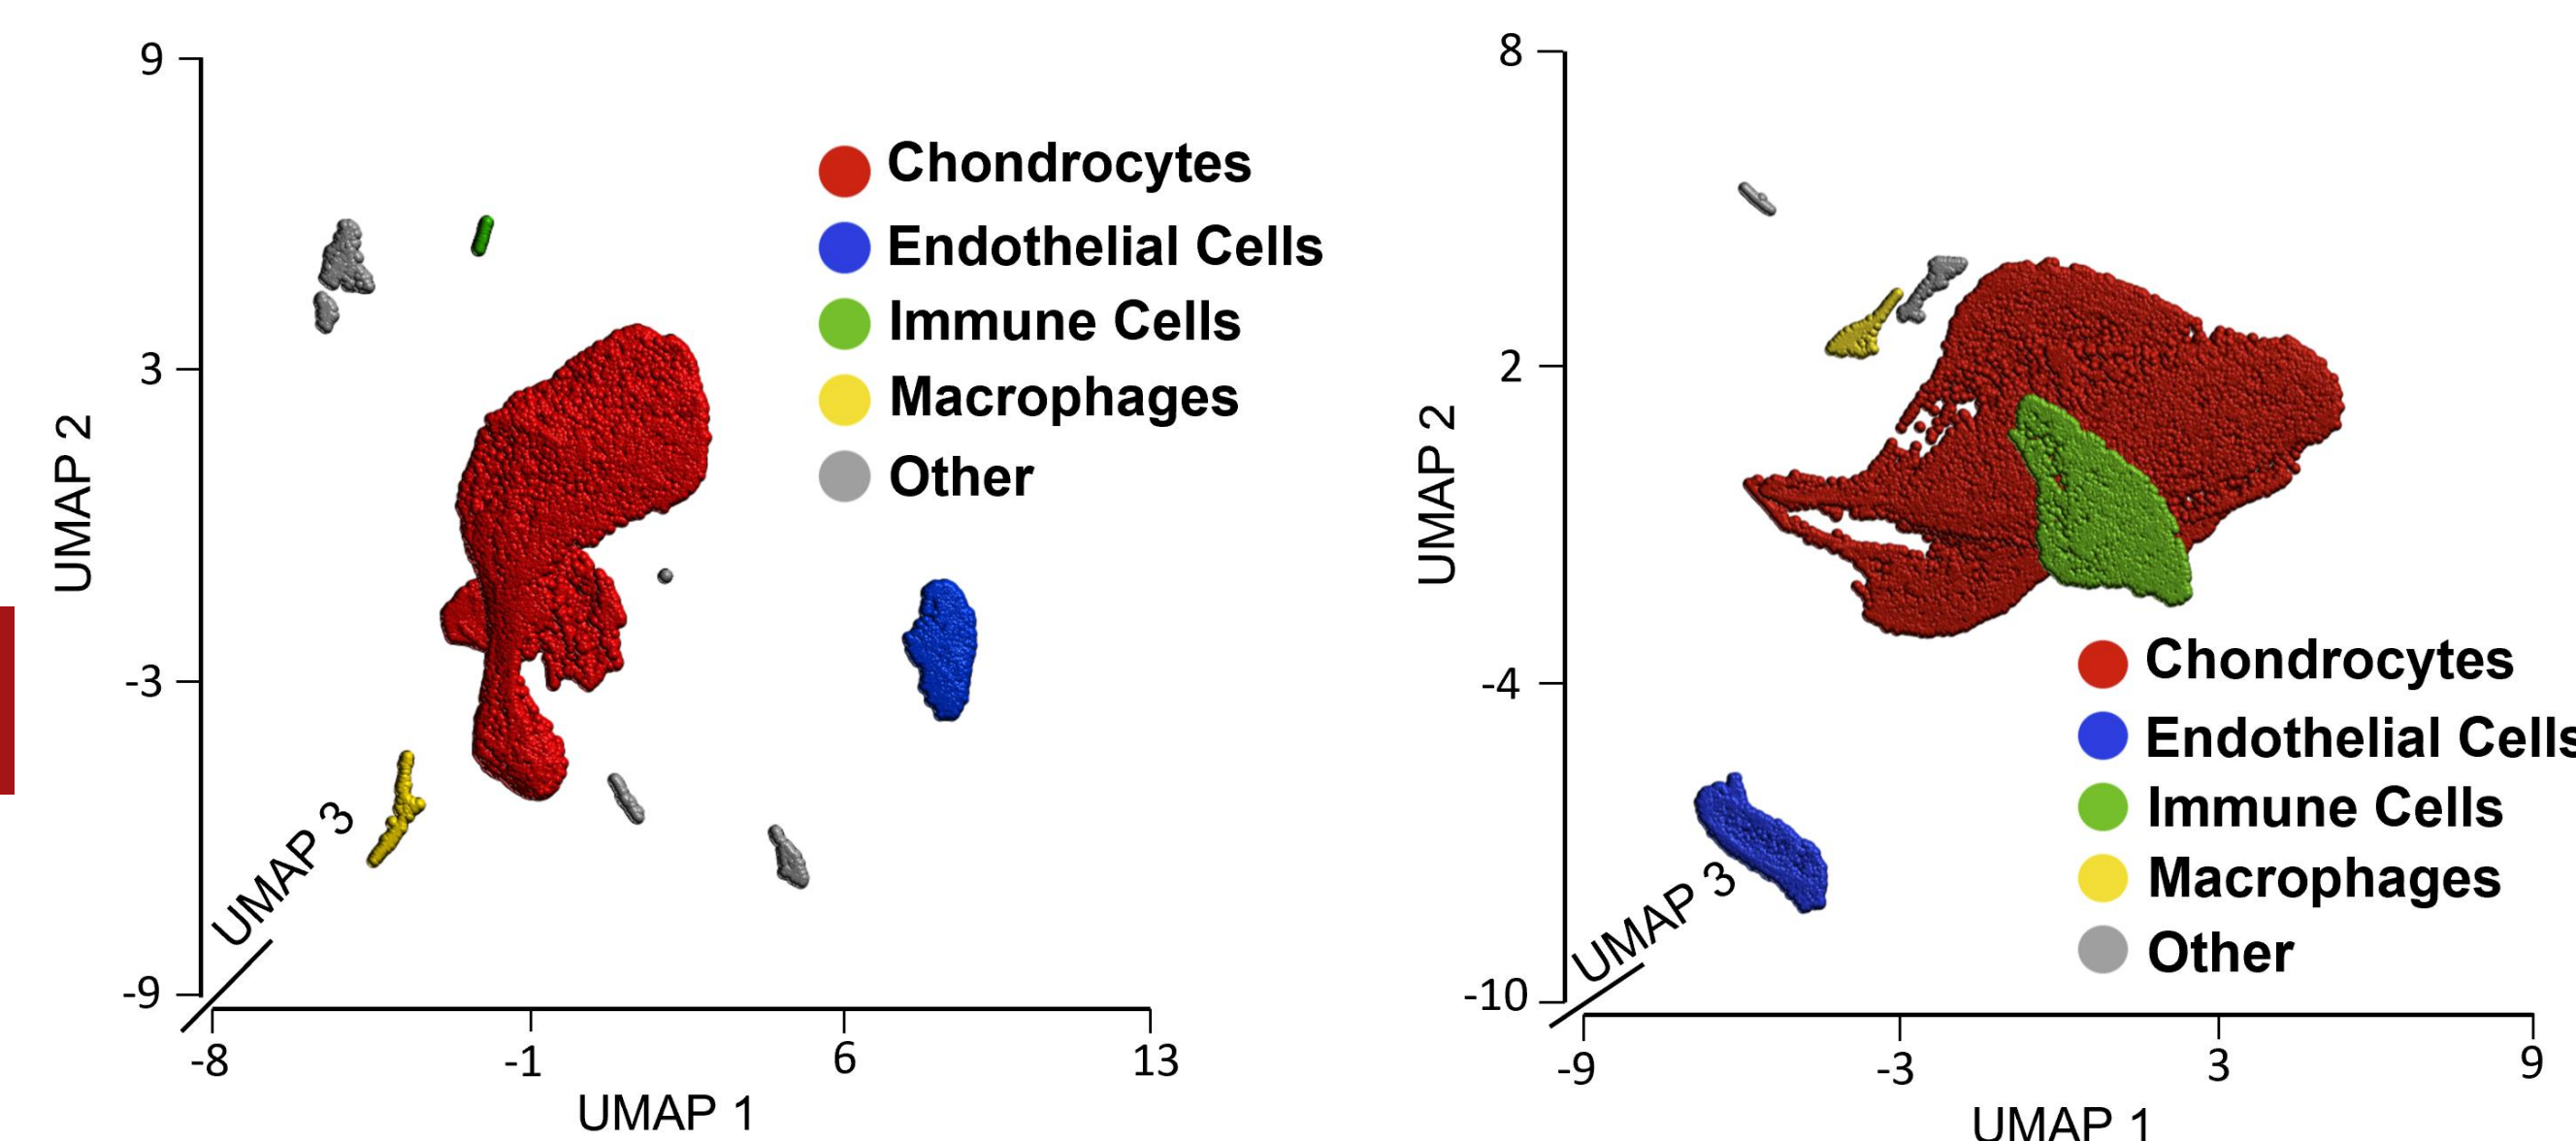 9
3
-3
-9
UMAP 2
UMAP 3
-8
-1
6
13
UMAP 1
Chondrocytes
Endothelial Cells
Immune Cells
Macrophages
Other
8
2
-4
-10
UMAP 2
UMAP 3
-9
-3
3
9
UMAP 1
Chondrocytes
Endothelial Cells
Immune Cells
Macrophages
Other